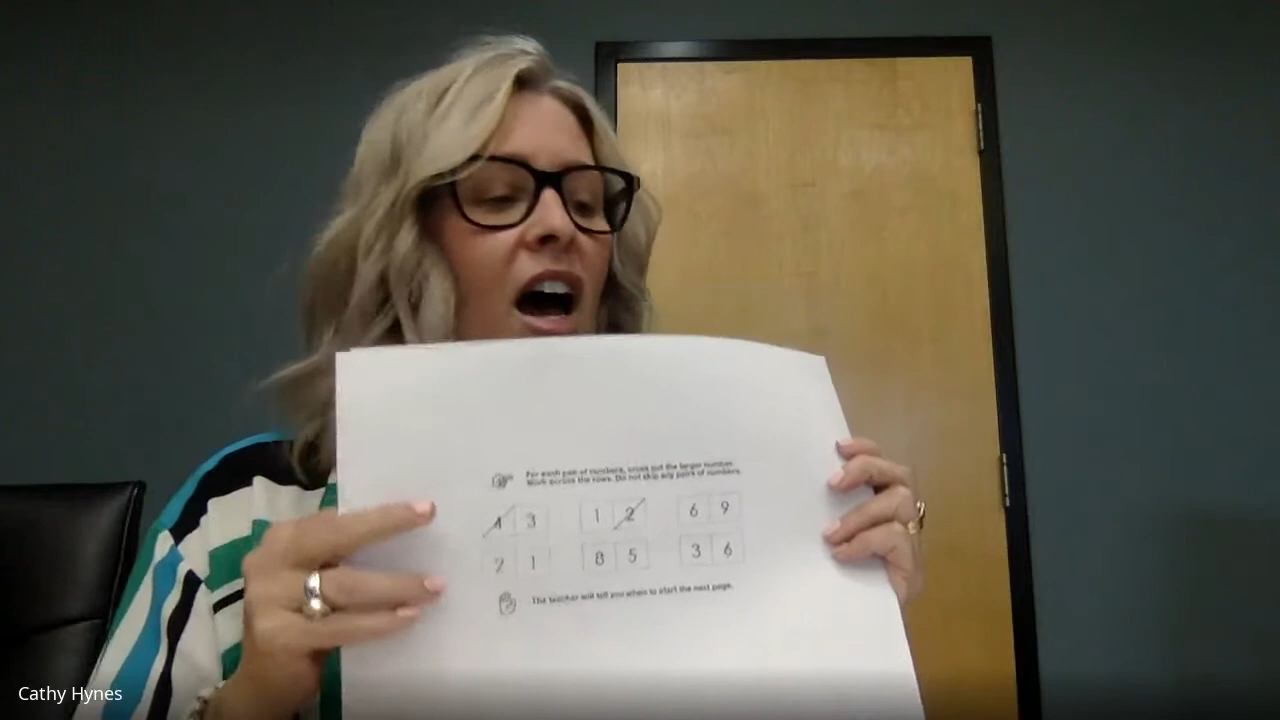 For each pair of numbers, cross out the larger number.
Work across the rows. Do not skip any pairs of numbers.
4 3 1 2 6 9
2 1 8 5 3 6
The teacher will tell you when to start the next page.
Cathy Hynes